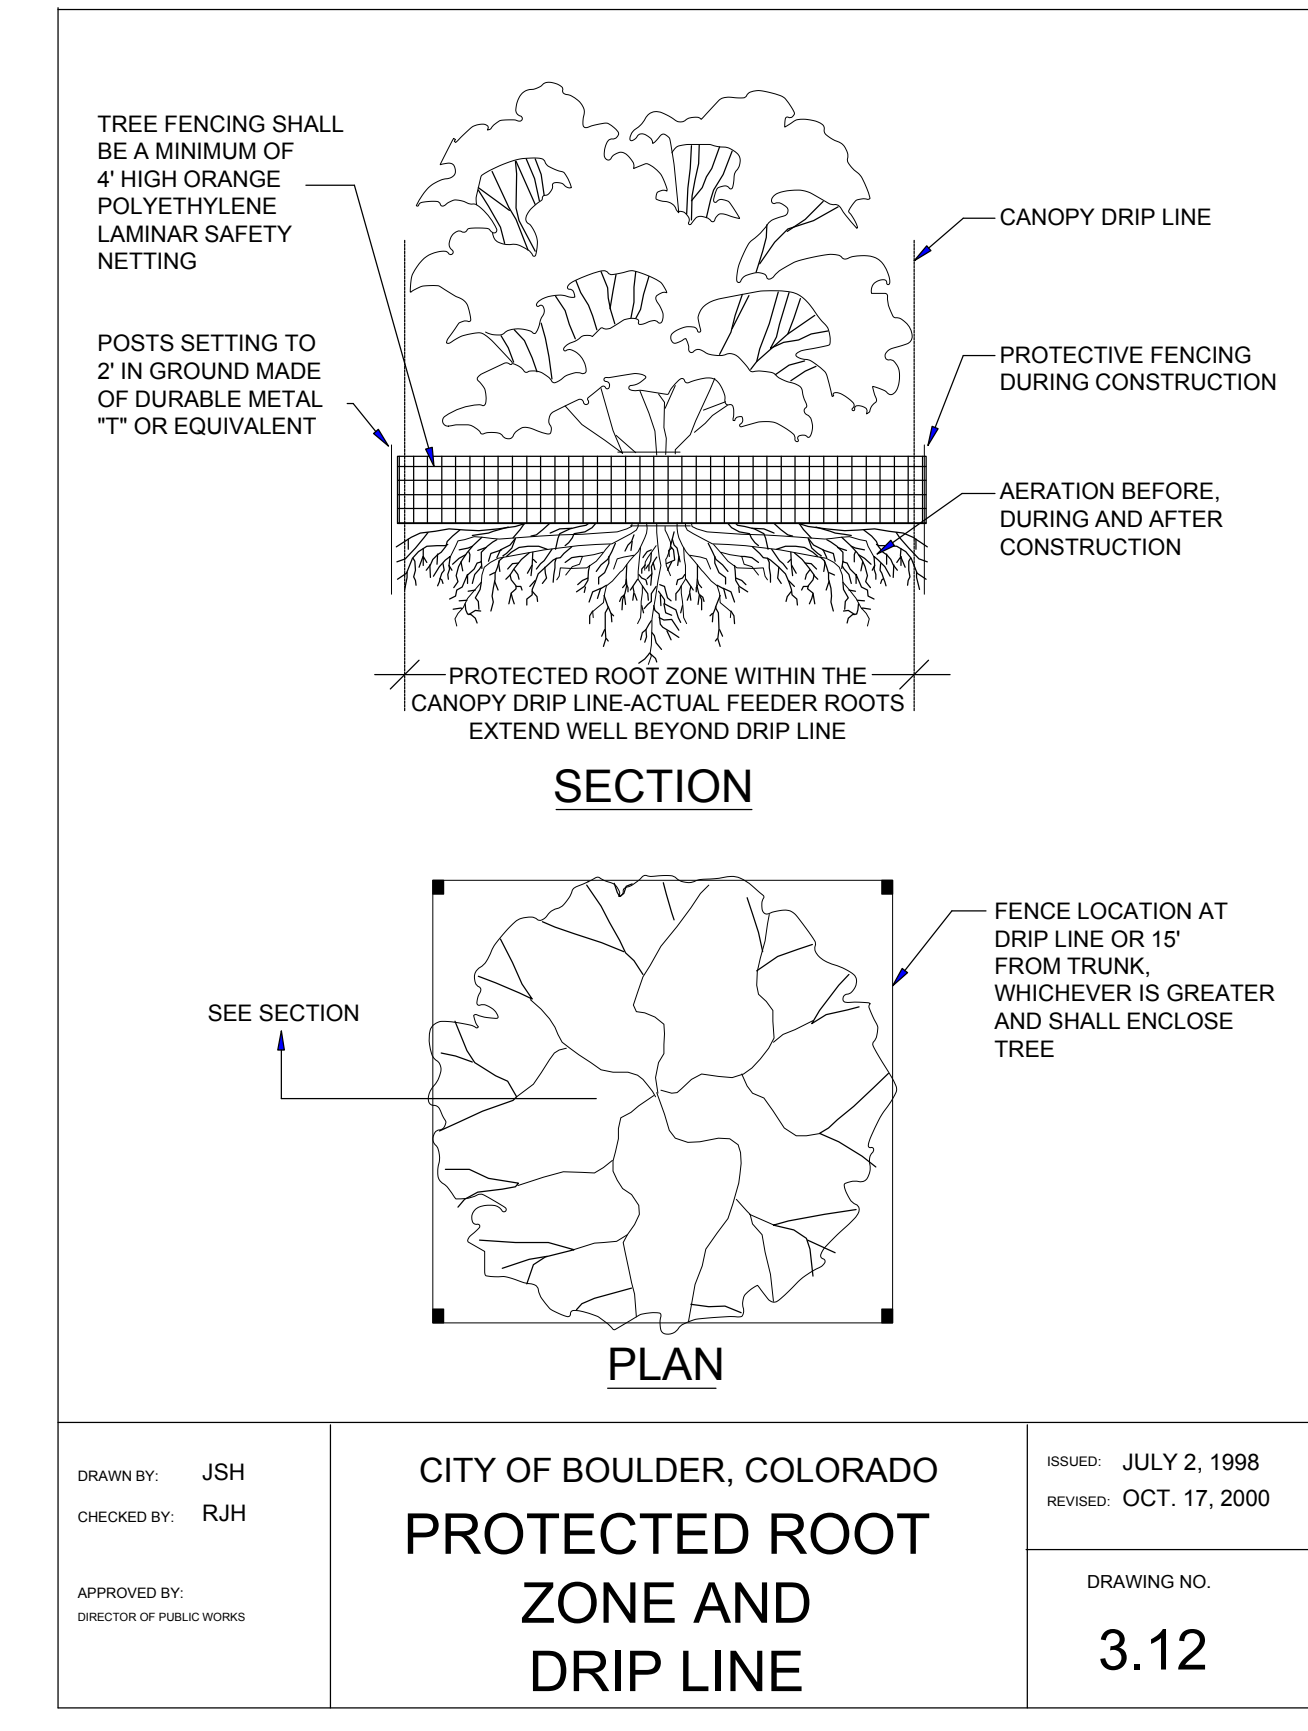 TREE FENCING SHALL
BE A MINIMUM OF
4' HIGH ORANGE
POLYETHYLENE
LAMINAR SAFETY
NETTING
POSTS SETTING TO
2' IN GROUND MADE
OF DURABLE METAL
"T" OR EQUIVALENT
CANOPY DRIP LINE
PROTECTIVE FENCING
DURING CONSTRUCTION
AERATION BEFORE,
DURING AND AFTER
CONSTRUCTION
PROTECTED ROOT ZONE WITHIN THE
CANOPY DRIP LINE-ACTUAL FEEDER ROOTS
EXTEND WELL BEYOND DRIP LINE
SECTION
SEE SECTION
FENCE LOCATION AT
DRIP LINE OR 15'
FROM TRUNK,
WHICHEVER IS GREATER
AND SHALL ENCLOSE
TREE
PLAN
DRAWN BY: JSH
CHECKED BY: RJH
APPROVED BY:
DIRECTOR OF PUBLIC WORKS
CITY OF BOULDER, COLORADO
PROTECTED ROOT
ZONE AND
DRIP LINE
ISSUED: JULY 2, 1998
REVISED: OCT. 17, 2000
DRAWING NO.
3.12